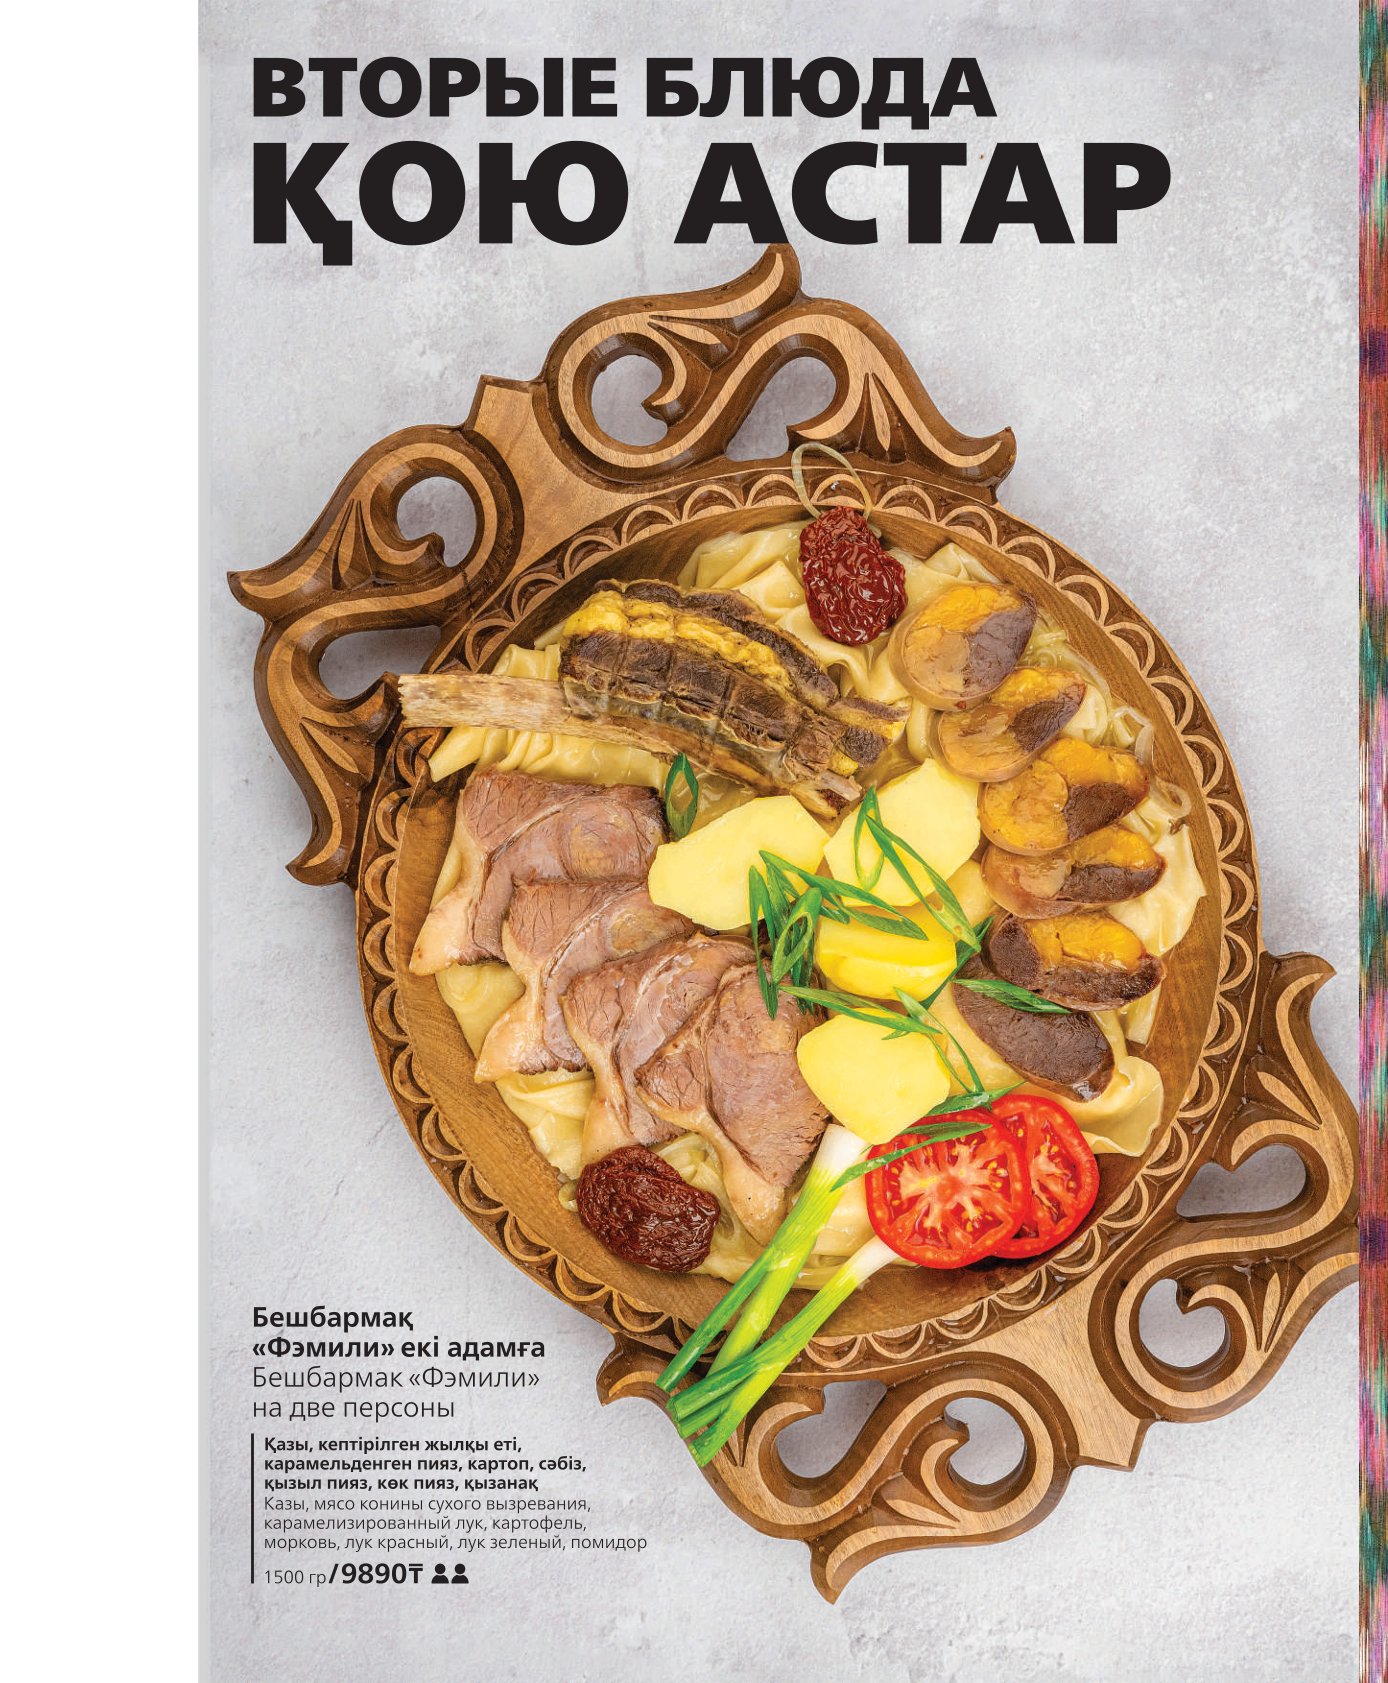 ВТОРЫЕ БЛЮДА
ҚОЮ АСТАР
Бешбармақ
«Фэмили» екі адамға
Бешбармак «Фэмили»
на две персоны
Қазы, кептірілген жылқы еті,
карамельденген пияз, картоп, сәбіз,
қызыл пияз, көк пияз, қызанақ
Казы, мясо конины сухого вызревания,
карамелизированный лук, картофель,
морковь, лук красный, лук зеленый, помидор
1500 гр/9890₸